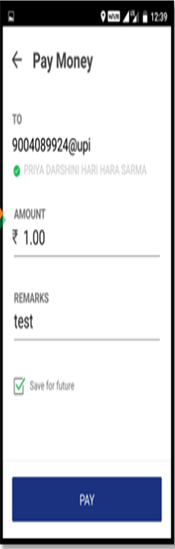 12:39
Pay Money
TO
9004089924@upi
PRIYA DARSHINI HARI HARA SARMA
AMOUNT
₹ 1.00
REMARKS
test
Save for future
PAY